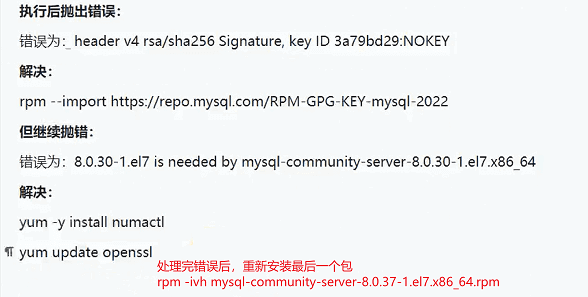 执行后抛出错误:
错误为:_ header v4 rsa/sha256 Signature, key ID 3a79bd29:NOKEY
解决:
rpm --import https://repo.mysql.com/RPM-GPG-KEY-mysql-2022
但继续抛错:
错误为: 8.0.30-1.el7 is needed by mysql-community-server-8.0.30-1.el7.x86_64
解决:
yum -y install numactl
¶ yum update openssl
处理完错误后，重新安装最后一个包
rpm -ivh mysql-community-server-8.0.37-1.el7.x86_64.rpm